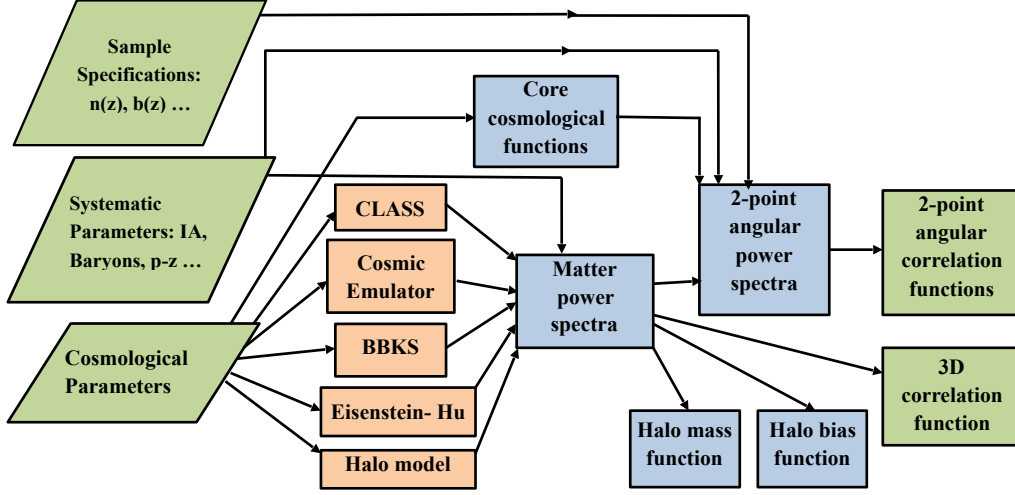 Sample
Specifications:
n(z), b(z) …
Systematic
Parameters: IA,
Baryons, p-z …
Cosmological
Parameters
Core
cosmological
functions
CLASS
Cosmic
Emulator
BBKS
Eisenstein- Hu
Halo model
Matter
power
spectra
2-point
angular
power
spectra
2-point
angular
correlation
functions
3D
correlation
function
Halo mass
function
Halo bias
function